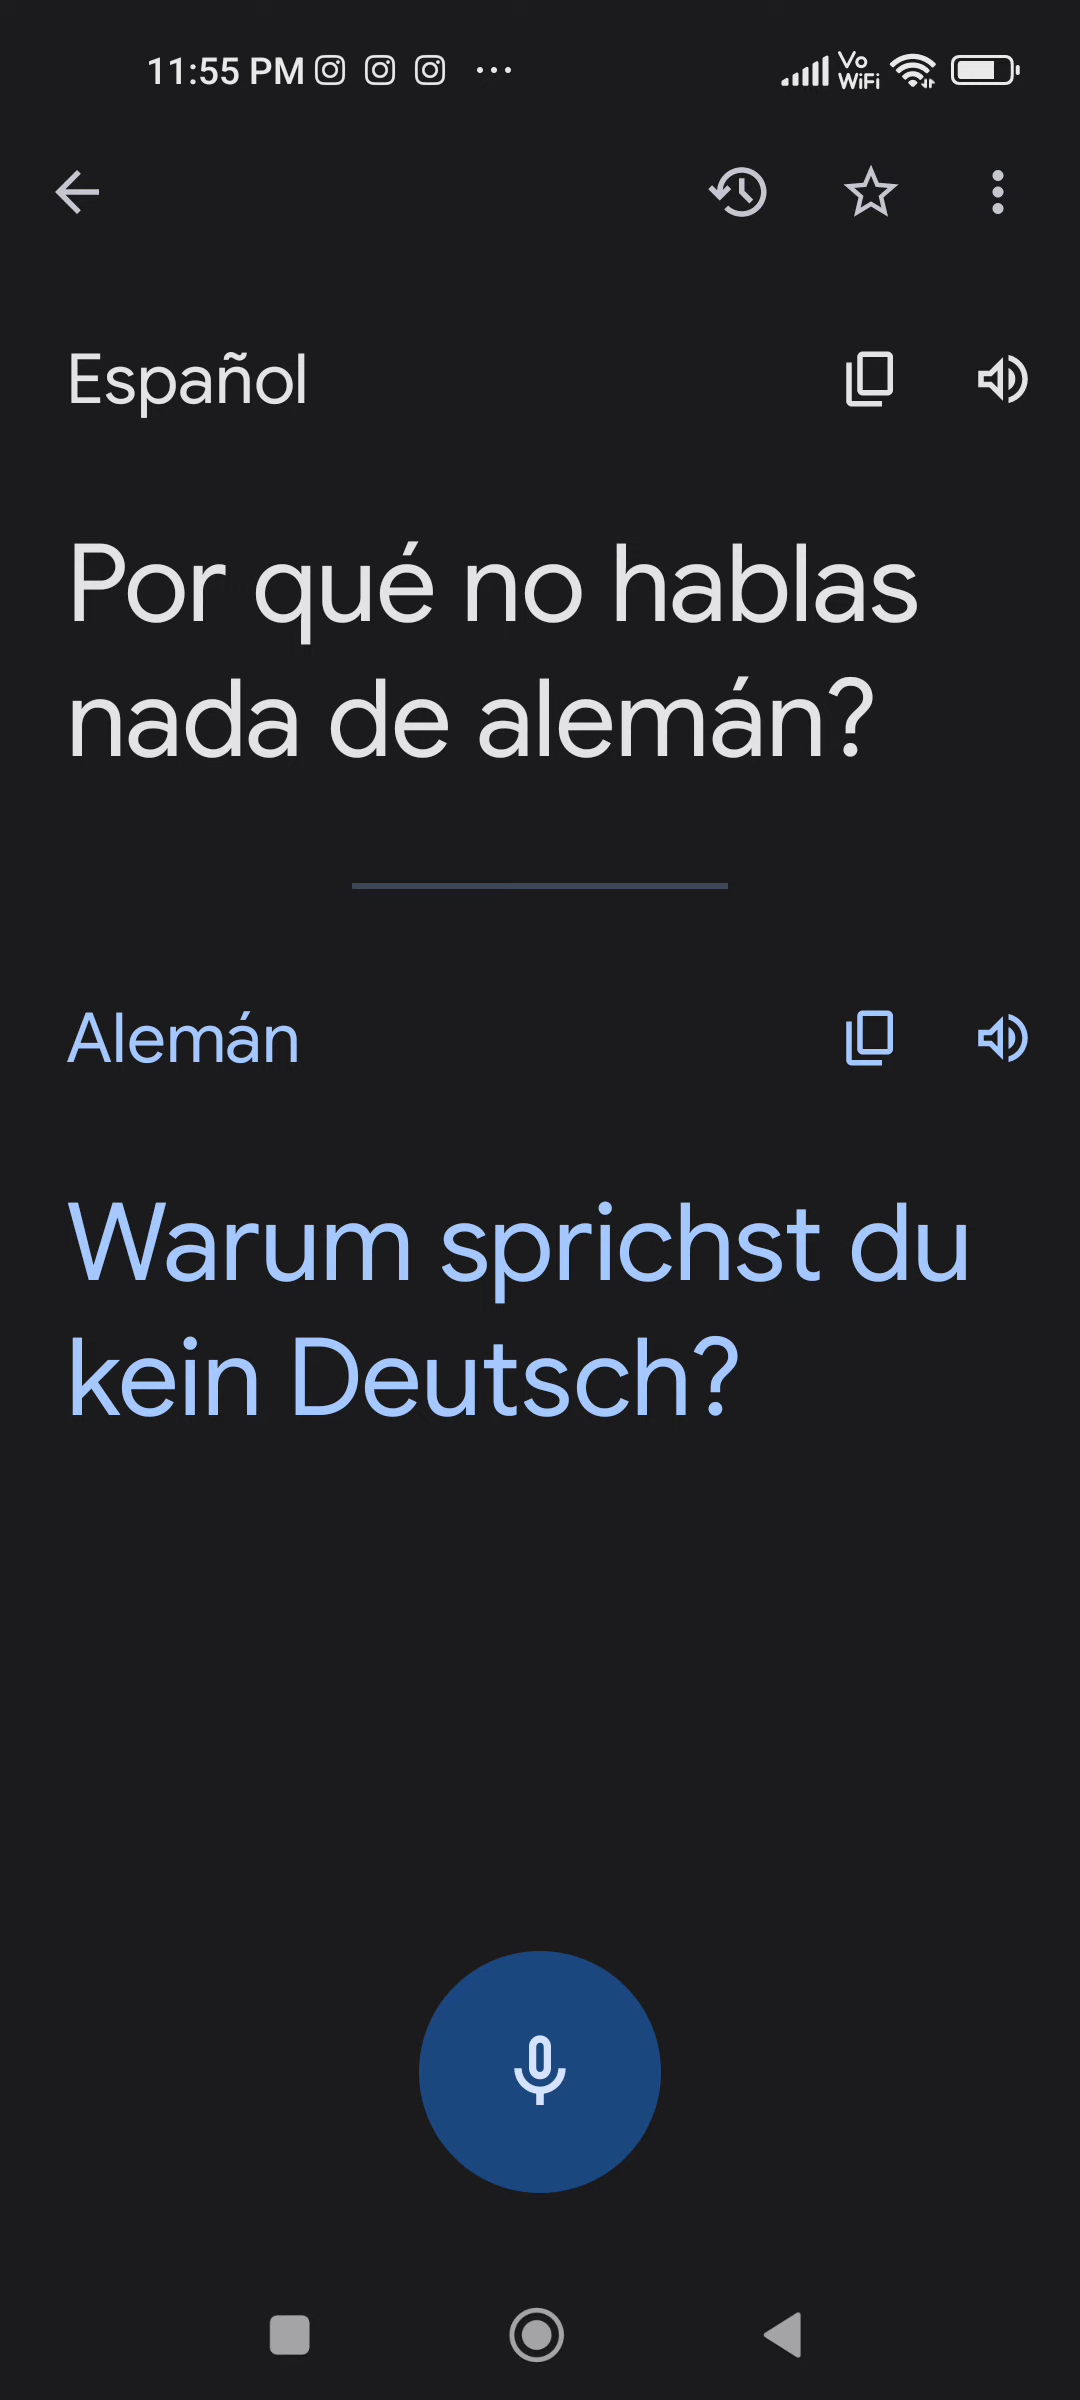 11:55 PM
Vo
WiFi
Español
Por qué no hablas
nada de alemán?
Alemán
Warum sprichst du
kein Deutsch?